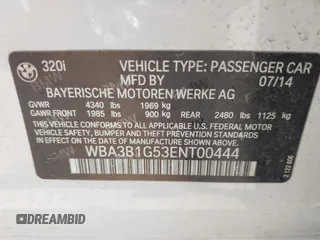 320i VEHICLE TYPE: PASSENGER CAR
MFD BY: 07/14
BAYERISCHE MOTOREN WERKE AG
GVWR 4340 lbs 1969 kg
GAWR FRONT 1985 lbs 900 kg REAR 2480 lbs 1125 kg
THIS VEHICLE CONFORMS TO ALL APPLICABLE U.S. FEDERAL MOTOR VEHICLE SAFETY, BUMPER AND THEFT PREVENTION STANDARDS IN EFFECT ON THE DATE OF MANUFACTURE SHOWN ABOVE.
WBA3B1G53ENT00444
AUTOBIDMASTER